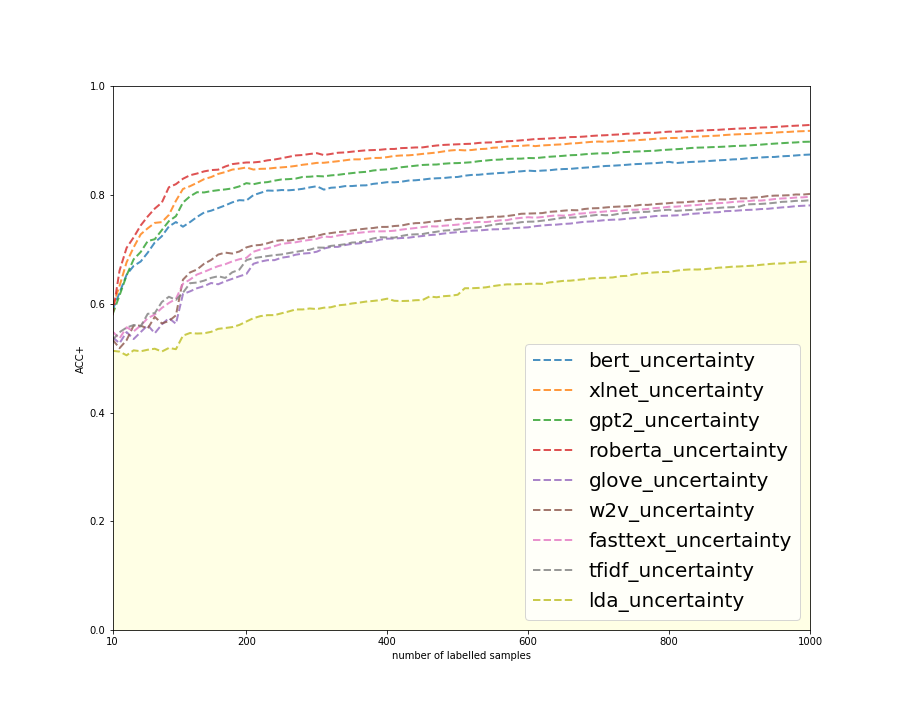 1.0
0.8
0.6
0.4
0.2
0.0
ACC+
10
200
400
600
800
1000
number of labelled samples
bert_uncertainty
xlnet_uncertainty
gpt2_uncertainty
roberta_uncertainty
glove_uncertainty
w2v_uncertainty
fasttext_uncertainty
tfidf_uncertainty
lda_uncertainty